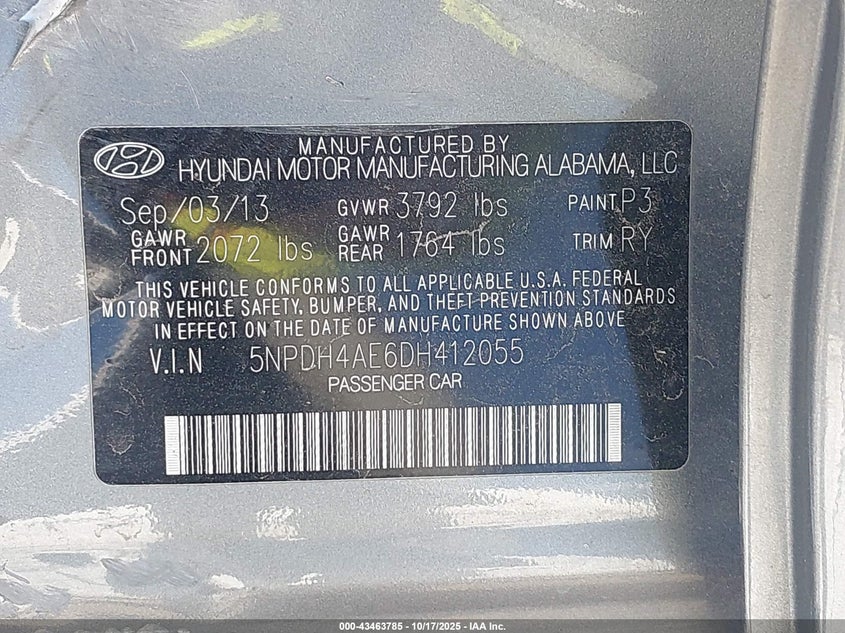 MANUFACTURED BY
HYUNDAI MOTOR MANUFACTURING ALABAMA, LLC
Sep/03/13 GVWR 3792 lbs PAINT P3
GAWR FRONT 2072 lbs GAWR REAR 1764 lbs TRIM RY
THIS VEHICLE CONFORMS TO ALL APPLICABLE U.S.A. FEDERAL
MOTOR VEHICLE SAFETY, BUMPER, AND THEFT PREVENTION STANDARDS
IN EFFECT ON THE DATE OF MANUFACTURE SHOWN ABOVE
V.I.N 5NPDH4AE6DH412055
PASSENGER CAR
000-43463785 - 10/17/2025 - IAA Inc.